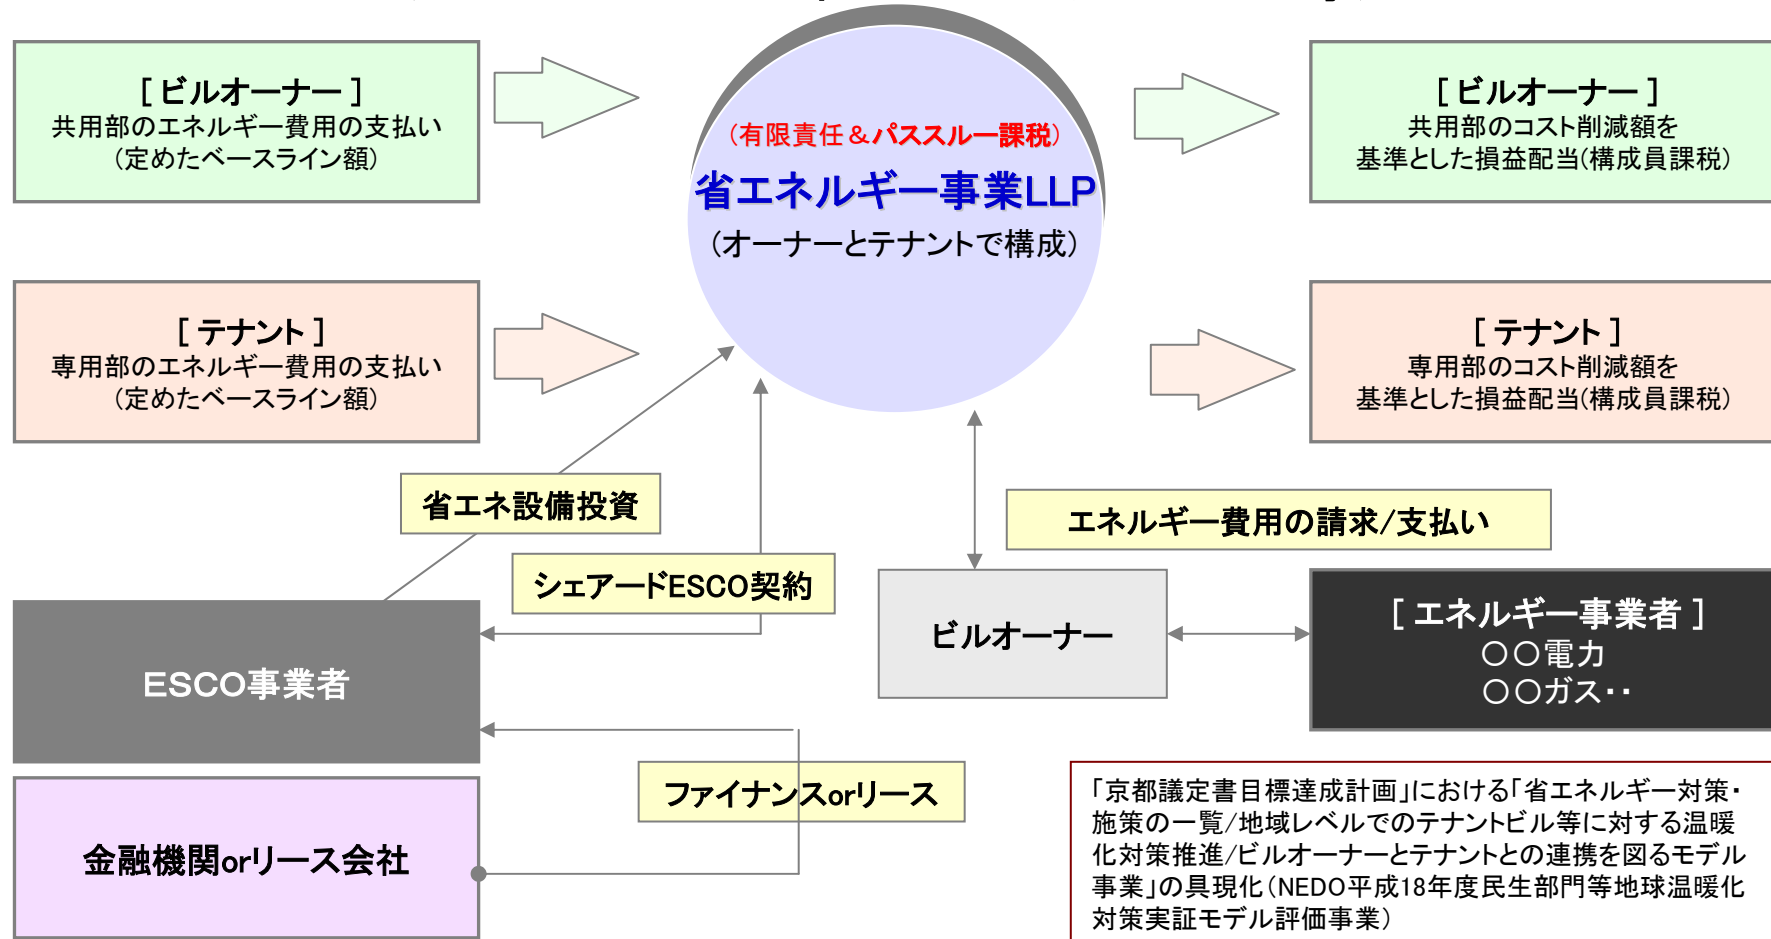 [ ビルオーナー ]
共用部のエネルギー費用の支払い
(定めたベースライン額)
(有限責任＆パススルー課税)
省エネルギー事業LLP
(オーナーとテナントで構成)
[ ビルオーナー ]
共用部のコスト削減額を
基準とした損益配当(構成員課税)
[ テナント ]
専用部のエネルギー費用の支払い
(定めたベースライン額)
[ テナント ]
専用部のコスト削減額を
基準とした損益配当(構成員課税)
省エネ設備投資
エネルギー費用の請求/支払い
シェアードESCO契約
ESCO事業者
ビルオーナー
[ エネルギー事業者 ]
○○電力
○○ガス・・
ファイナンスorリース
金融機関orリース会社
「京都議定書目標達成計画」における「省エネルギー対策・
施策の一覧/地域レベルでのテナントビル等に対する温暖
化対策推進/ビルオーナーとテナントとの連携を図るモデル
事業」の具現化（NEDO平成18年度民生部門等地球温暖化
対策実証モデル評価事業）